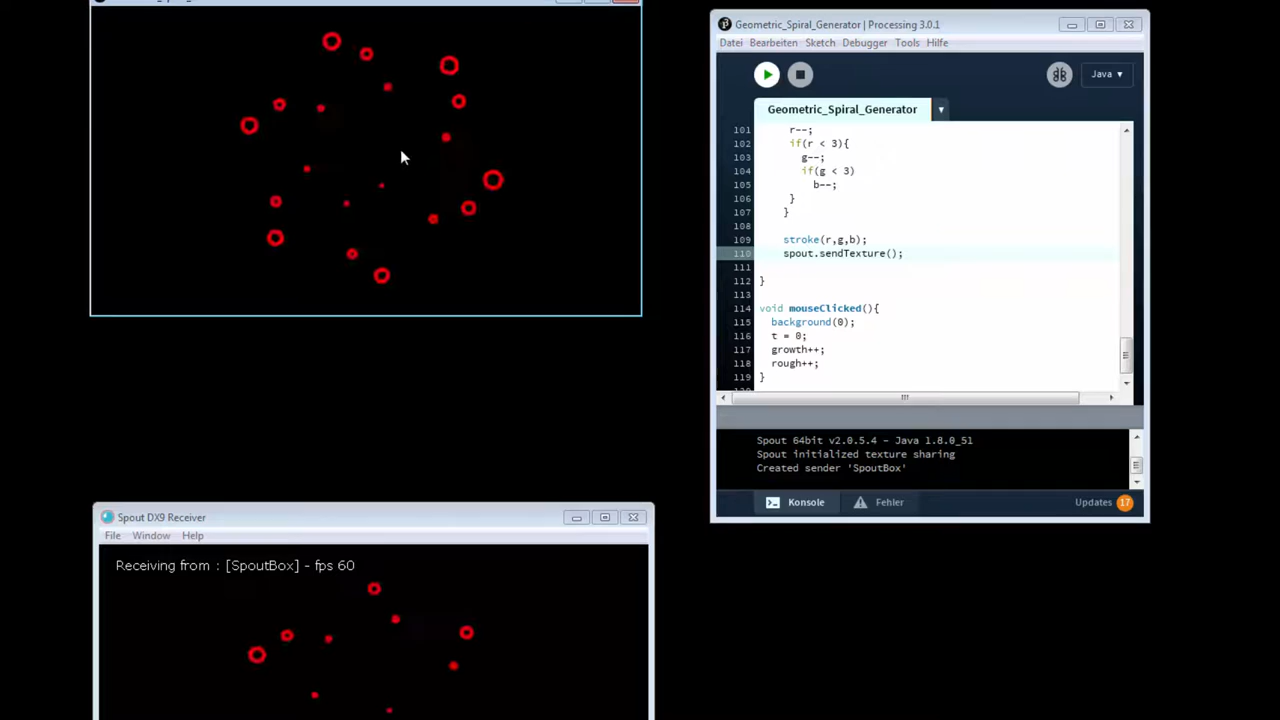 Geometric_Spiral_Generator | Processing 3.0.1
Datei Bearbeiten Sketch Debugger Tools Hilfe
Java ▾
Geometric_Spiral_Generator
101 r--;
102 if(r < 3){
103 g--;
104 if(g < 3)
105 b--;
106 }
107 }
108
109 stroke(r,g,b);
110 spout.sendTexture();
111
112 }
113
114 void mouseClicked(){
115 background(0);
116 t = 0;
117 growth++;
118 rough++;
119 }
Spout 64bit v2.0.5.4 - Java 1.8.0_51
Spout initialized texture sharing
Created sender 'SpoutBox'
Konsole Fehler Updates 17
Spout DX9 Receiver
File Window Help
Receiving from : [SpoutBox] - fps 60